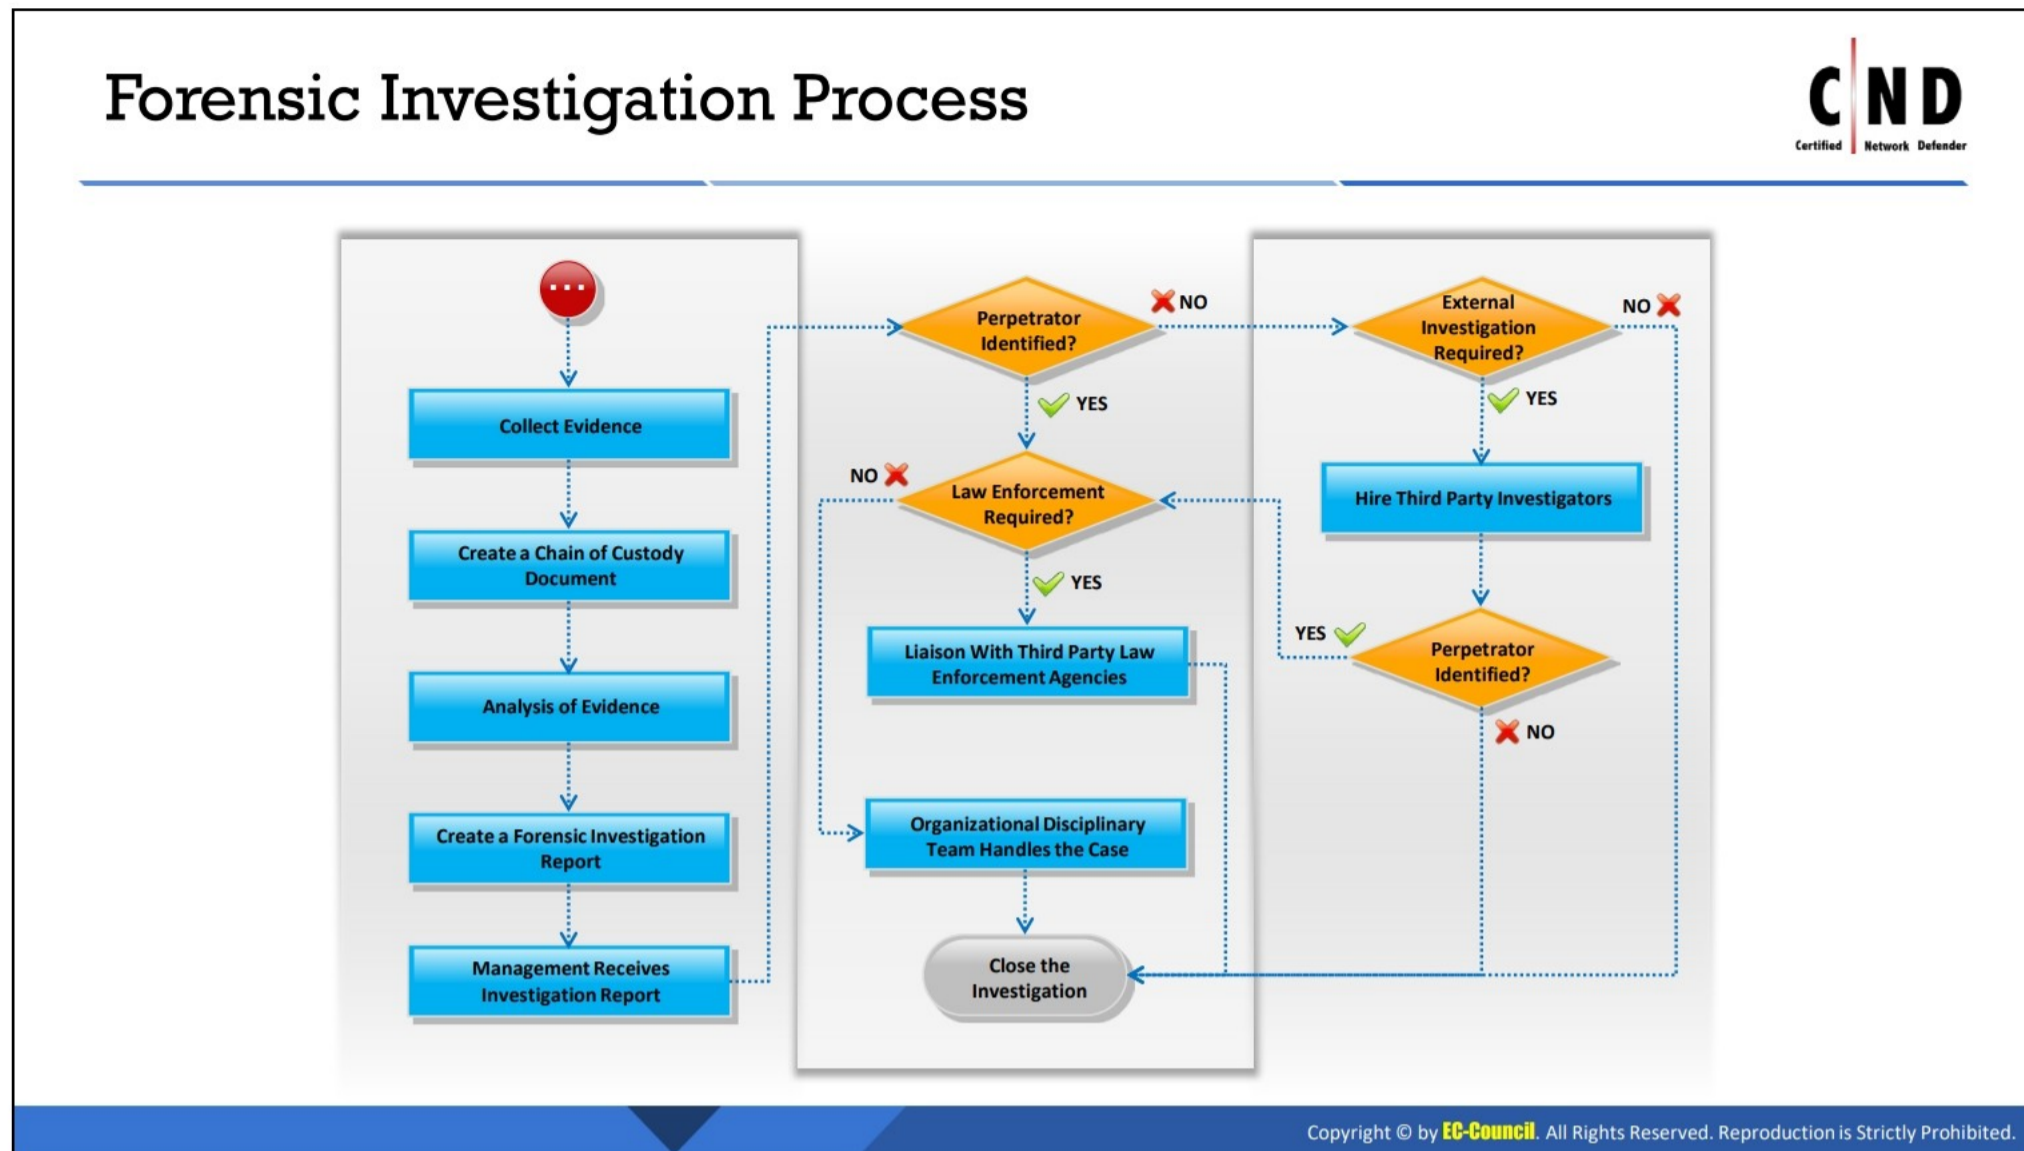 Forensic Investigation Process
C N D
Certified Network Defender
...
Collect Evidence
Create a Chain of Custody
Document
Analysis of Evidence
Create a Forensic Investigation
Report
Management Receives
Investigation Report
Perpetrator
Identified?
NO
YES
Law Enforcement
Required?
NO
YES
Liaison With Third Party Law
Enforcement Agencies
Organizational Disciplinary
Team Handles the Case
Close the
Investigation
External
Investigation
Required?
NO
YES
Hire Third Party Investigators
Perpetrator
Identified?
YES
NO
Copyright © by EC-Council. All Rights Reserved. Reproduction is Strictly Prohibited.